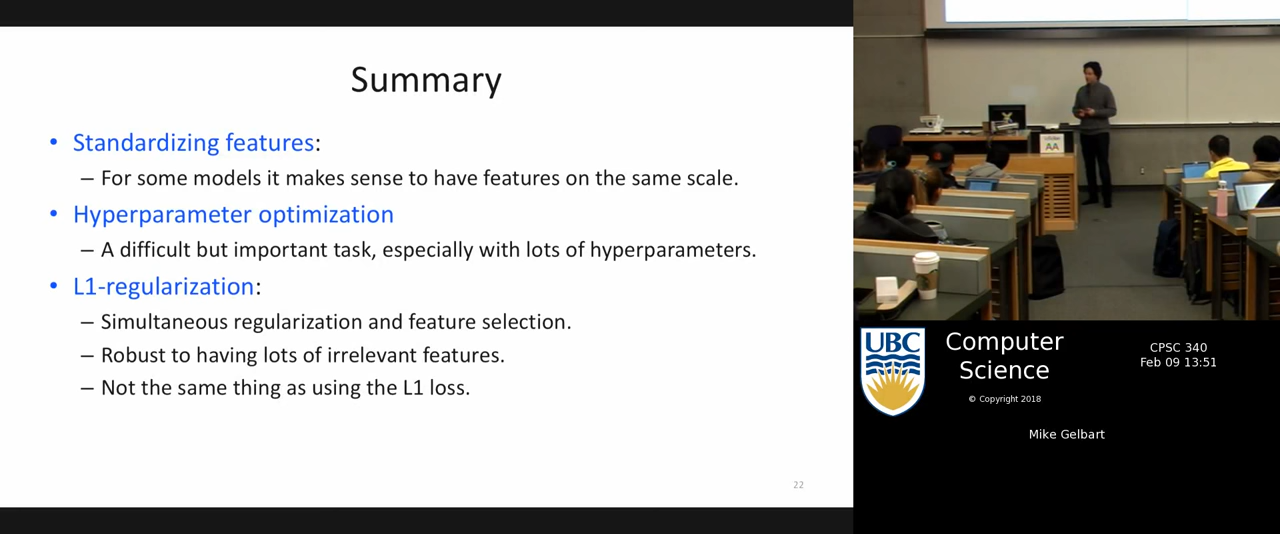 Summary
• Standardizing features:
– For some models it makes sense to have features on the same scale.
• Hyperparameter optimization
– A difficult but important task, especially with lots of hyperparameters.
• L1-regularization:
– Simultaneous regularization and feature selection.
– Robust to having lots of irrelevant features.
– Not the same thing as using the L1 loss.
22
AA
UBC
Computer
Science
© Copyright 2018
CPSC 340
Feb 09 13:51
Mike Gelbart